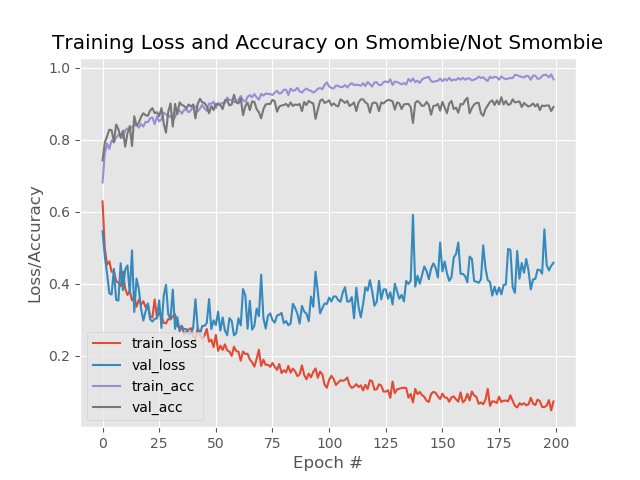 Training Loss and Accuracy on Smombie/Not Smombie
1.0
0.8
0.6
0.4
0.2
Loss/Accuracy
train_loss
val_loss
train_acc
val_acc
0 25 50 75 100 125 150 175 200
Epoch #